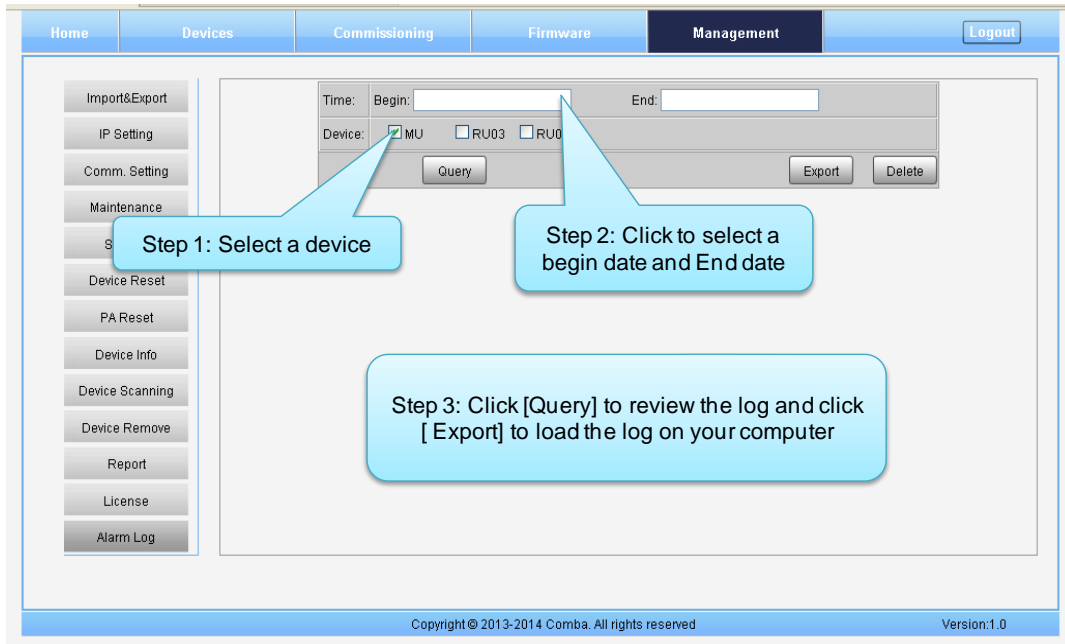 Home Devices Commissioning Firmware Management Logout
Import&Export
IP Setting
Comm. Setting
Maintenance
S
Device Reset
PA Reset
Device Info
Device Scanning
Device Remove
Report
License
Alarm Log
Time: Begin: End:
Device: MU RU03 RU0
Query Export Delete
Step 1: Select a device
Step 2: Click to select a
begin date and End date
Step 3: Click [Query] to review the log and click
[ Export] to load the log on your computer
Copyright © 2013-2014 Comba. All rights reserved Version:1.0